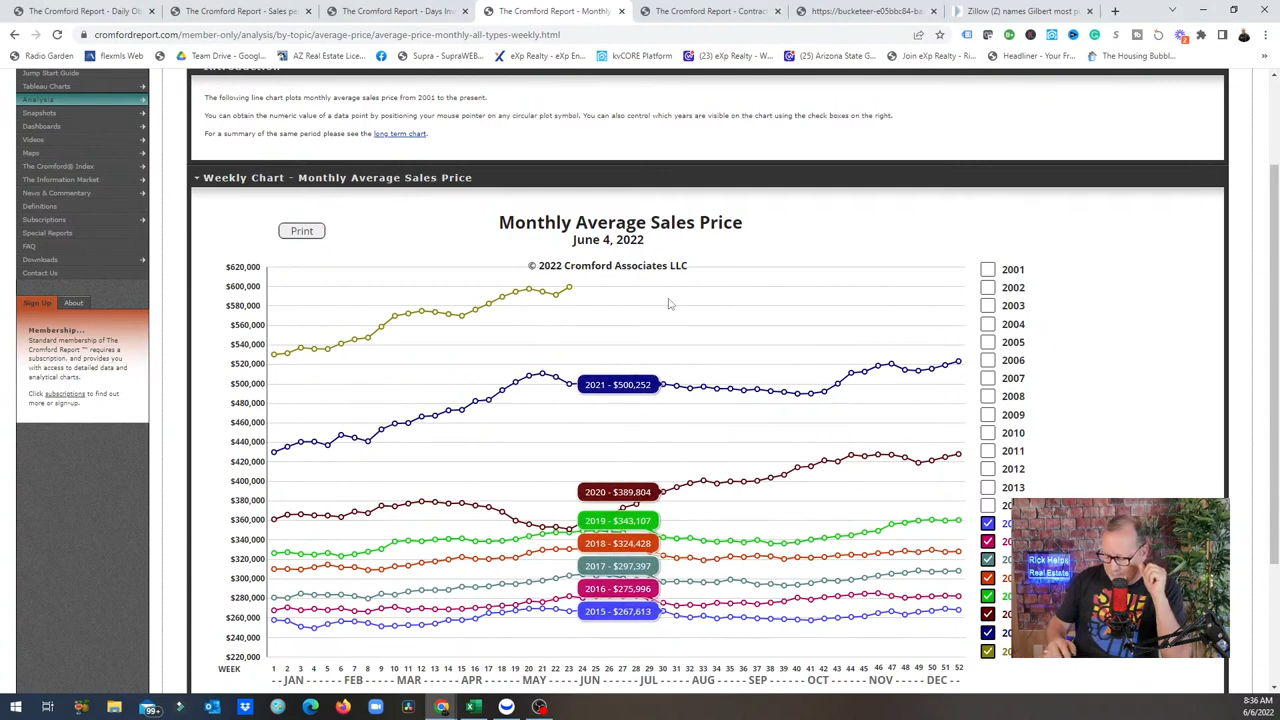 Daily Ob
Cromfordreport | Sales pe
The Cromford Report | Days Inv
The Cromford Report | Monthly
The Cromford Report | Contract
https://bucketeer-e05bbc84-ba
Zillow names its 2021 most po
cromfordreport.com/member-only/analysis/by-topic/average-price/average-price-monthly-all-types-weekly.html
Radio Garden
flexmls Web
Team Drive - Googl...
AZ Real Estate Lice...
Supra - SupraWEB...
eXp Realty - eXp En...
kvCORE Platform
(23) eXp Realty - W...
(25) Arizona State G...
Join eXp Realty - Ri...
Headliner - Your Fr...
The Housing Bubbl...
Jump Start Guide
Tableau Charts
Analysis
Snapshots
Dashboards
Videos
Maps
The Cromford® Index
The Information Market
News & Commentary
Definitions
Subscriptions
Special Reports
FAQ
Downloads
Contact Us
Sign Up
About
Membership...
Standard membership of The
Cromford Report ™ requires a
subscription, and provides you
with access to detailed data and
analytical charts.
Click subscriptions to find out
more or sign-up.
Introduction
The following line chart plots monthly average sales price from 2001 to the present.
You can obtain the numeric value of a data point by positioning your mouse pointer on any circular plot symbol. You can also control which years are visible on the chart using the check boxes on the right.
For a summary of the same period please see the long term chart.
Weekly Chart - Monthly Average Sales Price
Print
Monthly Average Sales Price
June 4, 2022
© 2022 Cromford Associates LLC
$620,000
$600,000
$580,000
$560,000
$540,000
$520,000
$500,000
$480,000
$460,000
$440,000
$420,000
$400,000
$380,000
$360,000
$340,000
$320,000
$300,000
$280,000
$260,000
$240,000
$220,000
2021 - $500,252
2020 - $389,804
2019 - $343,107
2018 - $324,428
2017 - $297,397
2016 - $275,996
2015 - $267,613
WEEK 1 2 3 4 5 6 7 8 9 10 11 12 13 14 15 16 17 18 19 20 21 22 23 24 25 26 27 28 29 30 31 32 33 34 35 36 37 38 39 40 41 42 43 44 45 46 47 48 49 50 51 52
- - JAN - - - - - - FEB - - - - - - MAR - - - - - - APR - - - - - - MAY - - - - - - JUN - - - - - - JUL - - - - - - AUG - - - - - - SEP - - - - - - OCT - - - - - - NOV - - - - - - DEC - -
2001
2002
2003
2004
2005
2006
2007
2008
2009
2010
2011
2012
2013
Rick Helps
Real Estate
99+
8:36 AM
6/6/2022